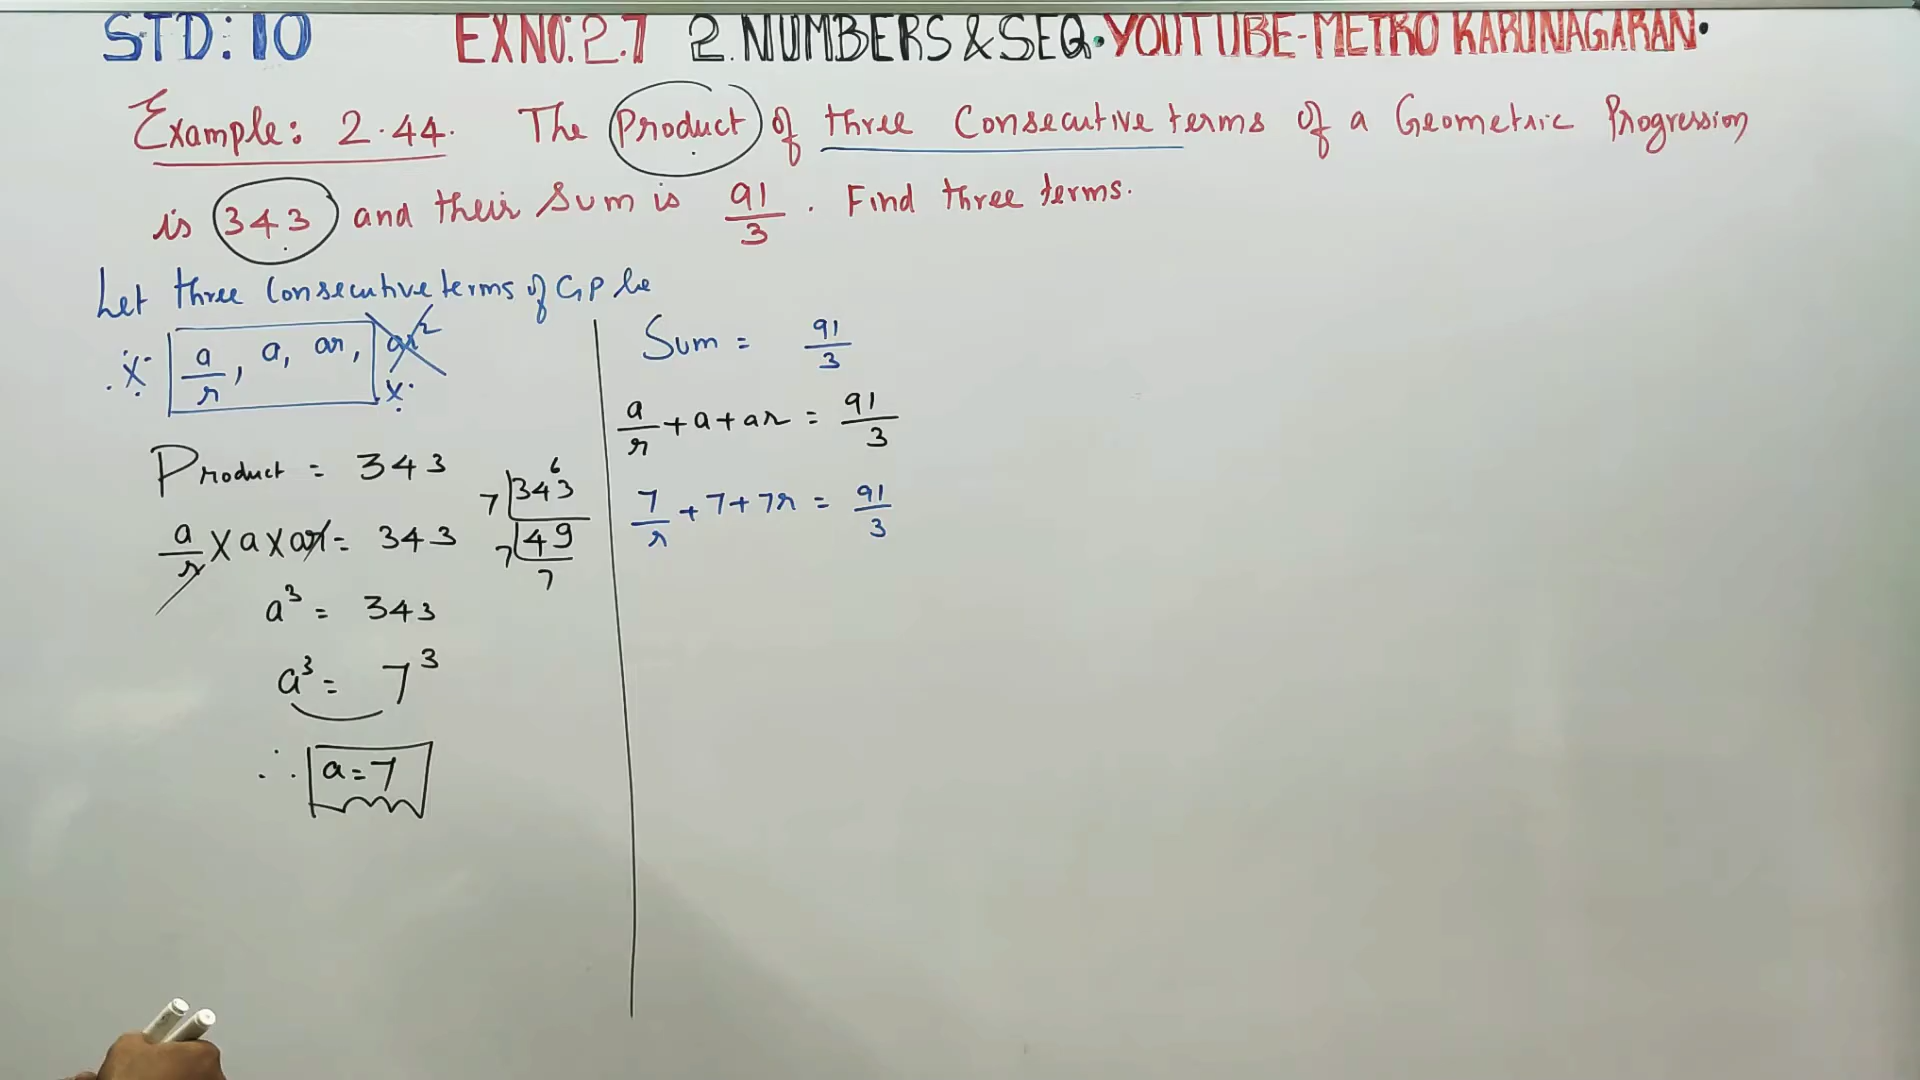 STD: 10 EXNO: 2.7 2. NUMBERS & SEQ. YOUTUBE-METRO KARUNAGARAN.
Example: 2.44. The Product of three Consecutive terms of a Geometric Progression
is 343 and their Sum is 91/3. Find three terms.
Let three Consecutive terms of GP be
a/r, a, ar, ar²
Product = 343
a/r × a × ar = 343
a³ = 343
a³ = 7³
∴ a = 7
7 | 343
7 | 49
7
Sum = 91/3
a/r + a + ar = 91/3
7/r + 7 + 7r = 91/3